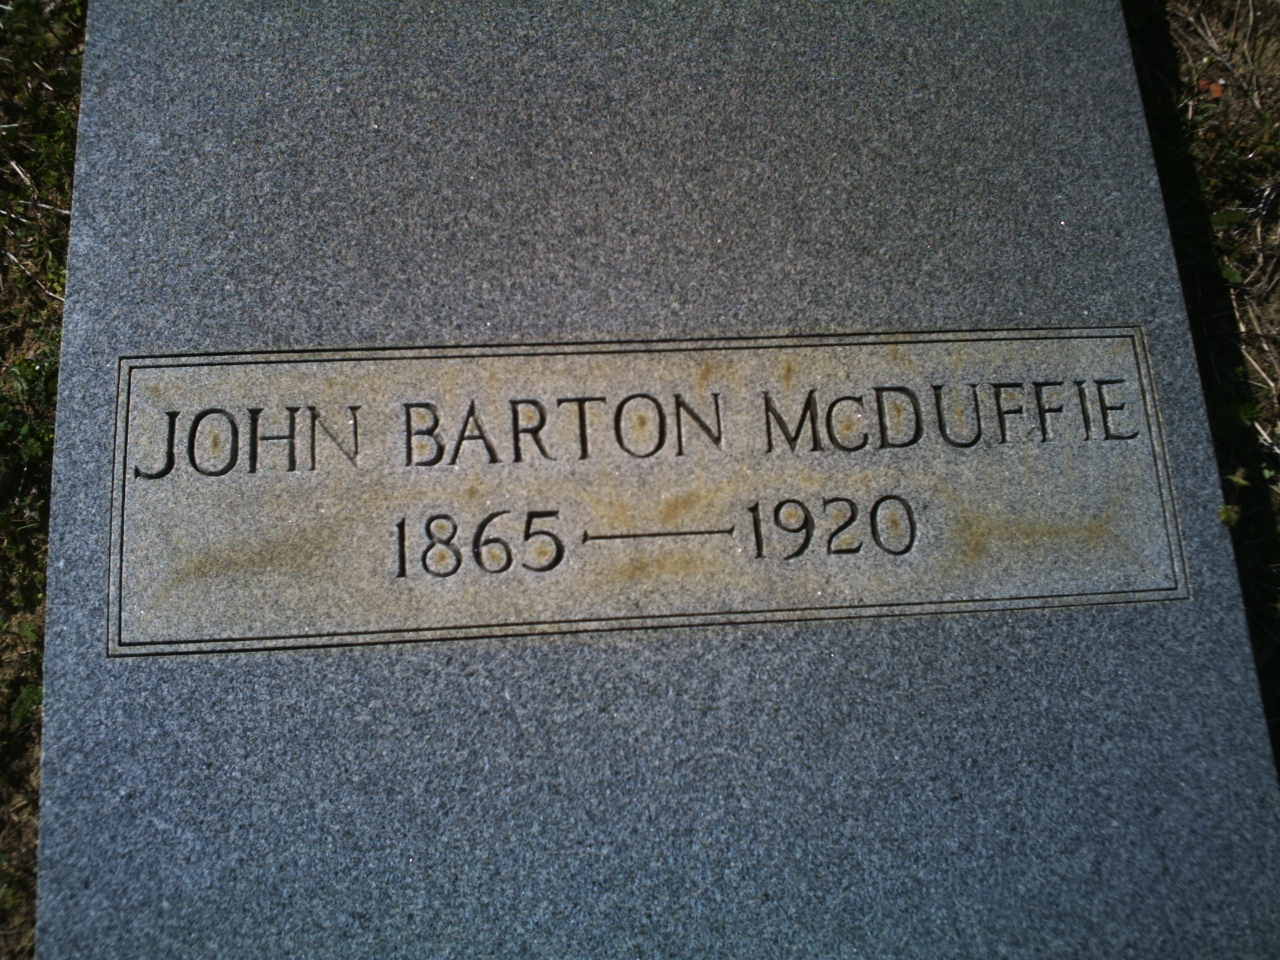 JOHN BARTON McDUFFIE
1865 — 1920